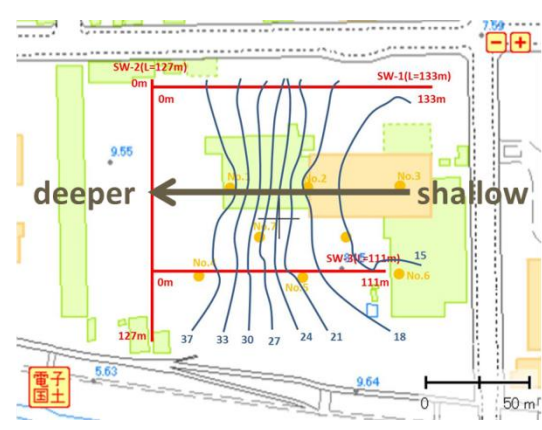 7.59
SW-2(L=127m)
0m
SW-1(L=133m)
0m
133m
9.55
No.1
No.2
No.3
deeper
shallow
No.7
SW-3(L=111m)
15
No.4
No.5
No.6
0m
111m
127m
37
33
30
27
24
21
18
5.63
9.64
電子
国土
0
50 m